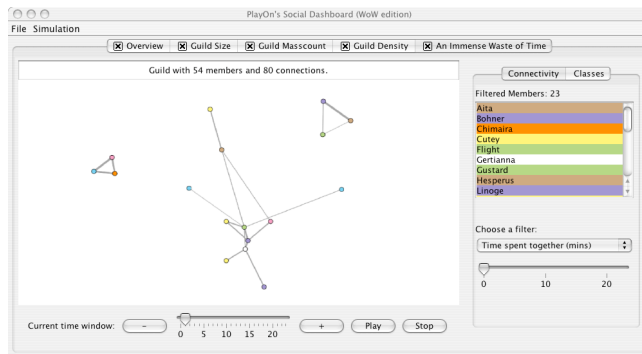 PlayOn's Social Dashboard (WoW edition)
File Simulation
Overview Guild Size Guild Masscount Guild Density An Immense Waste of Time
Guild with 54 members and 80 connections.
Connectivity Classes
Filtered Members: 23
Aita
Bohner
Chimaira
Cutey
Flight
Gertianna
Gustard
Hesperus
Linoge
Choose a filter:
Time spent together (mins)
0 10 20
Current time window: - 0 5 10 15 20 + Play Stop